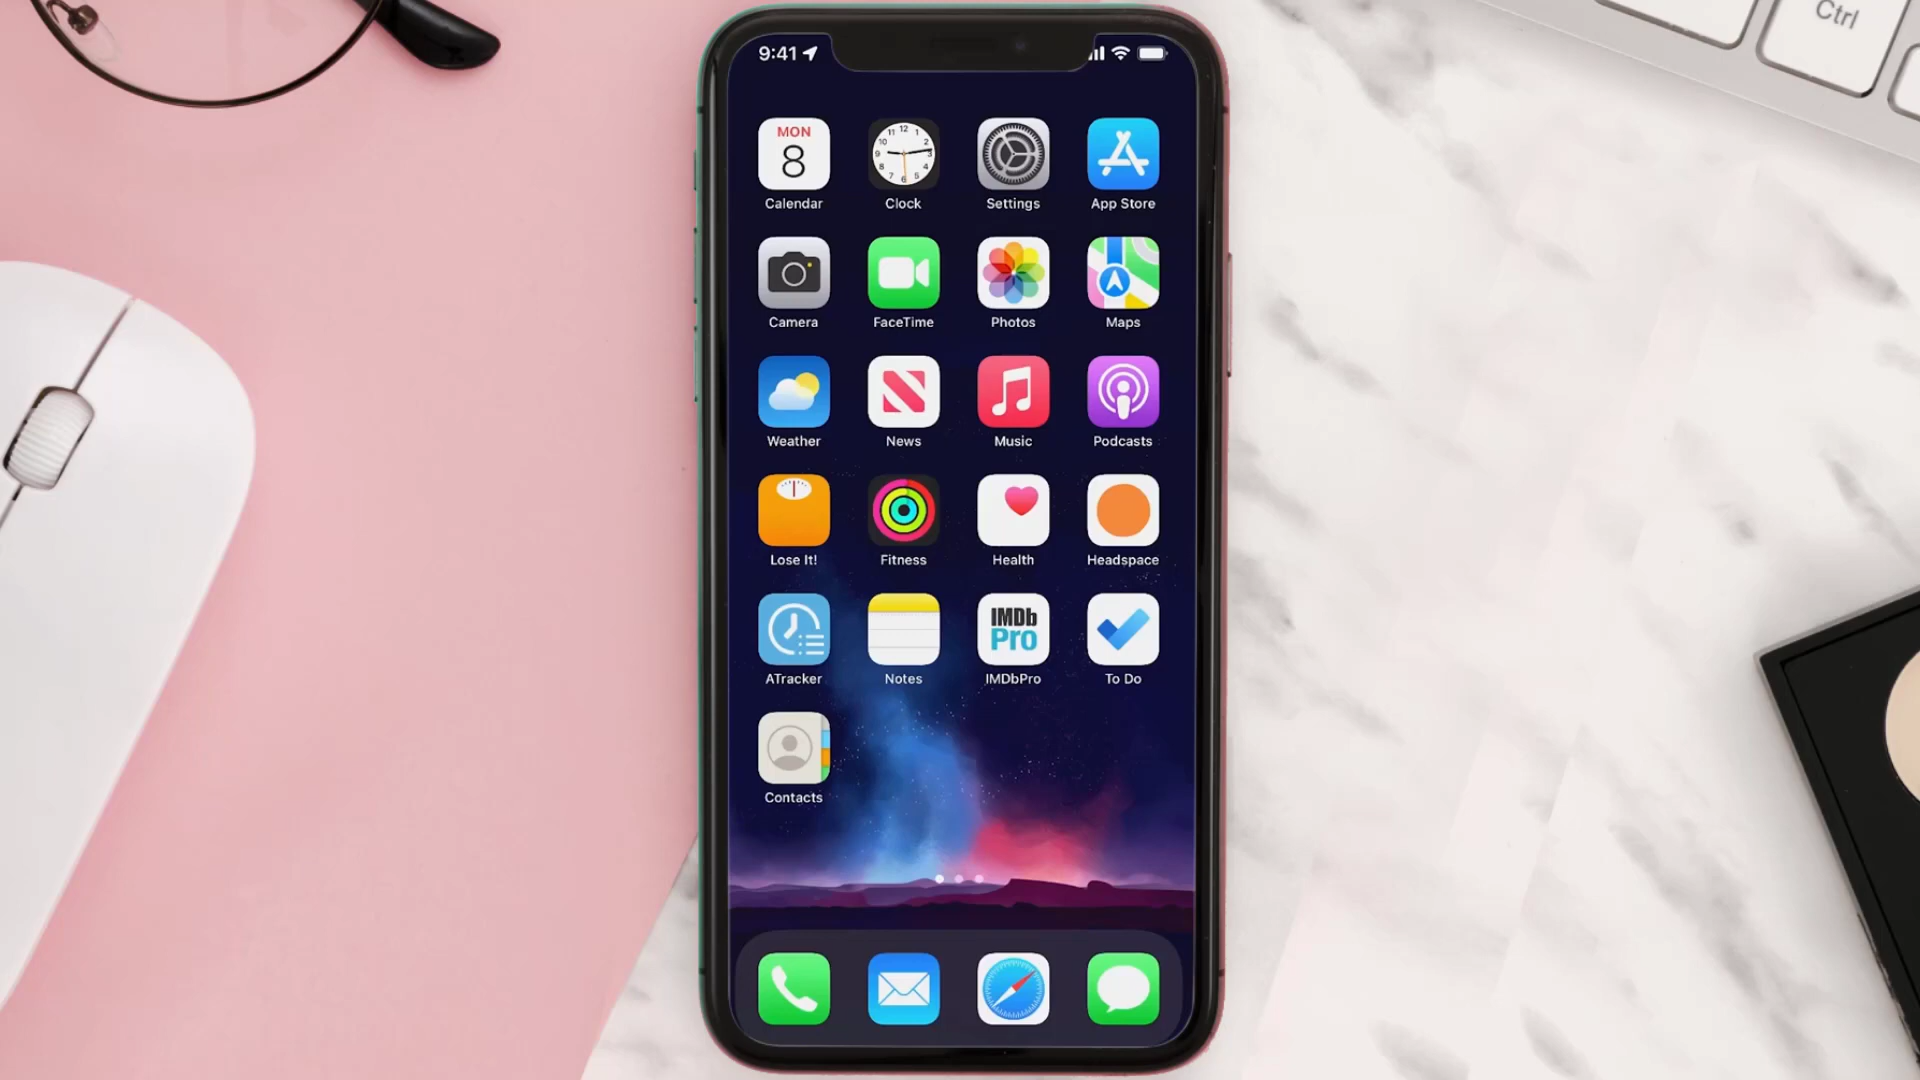 Ctrl
9:41
MON
8
Calendar
Clock
Settings
App Store
Camera
FaceTime
Photos
Maps
Weather
News
Music
Podcasts
Lose It!
Fitness
Health
Headspace
IMDb
Pro
ATracker
Notes
IMDbPro
To Do
Contacts